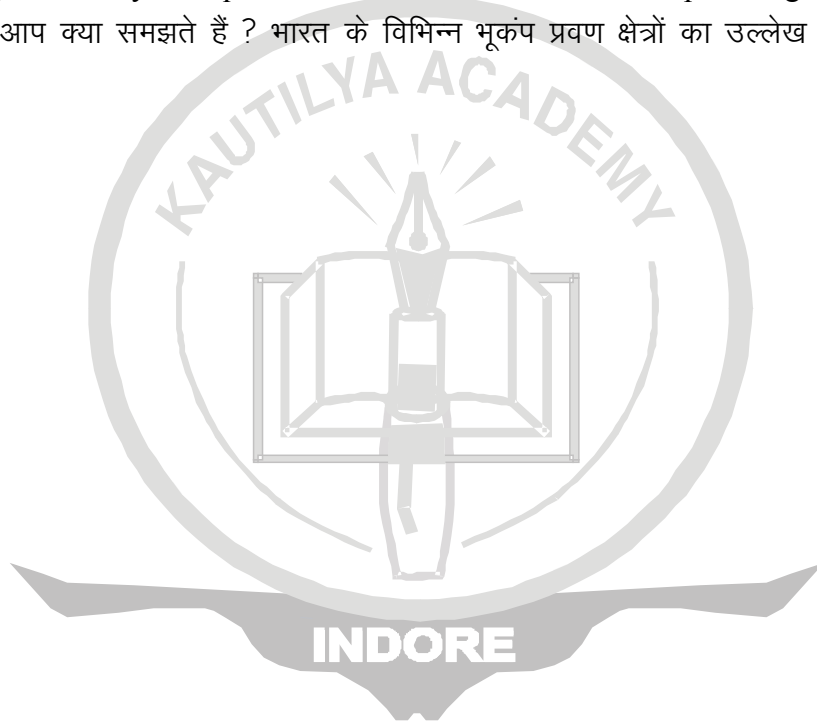 आप क्या समझते हैं ? भारत के विभिन्न भूकंप प्रवण क्षेत्रों का उल्लेख
KAUTILYA ACADEMY
INDORE